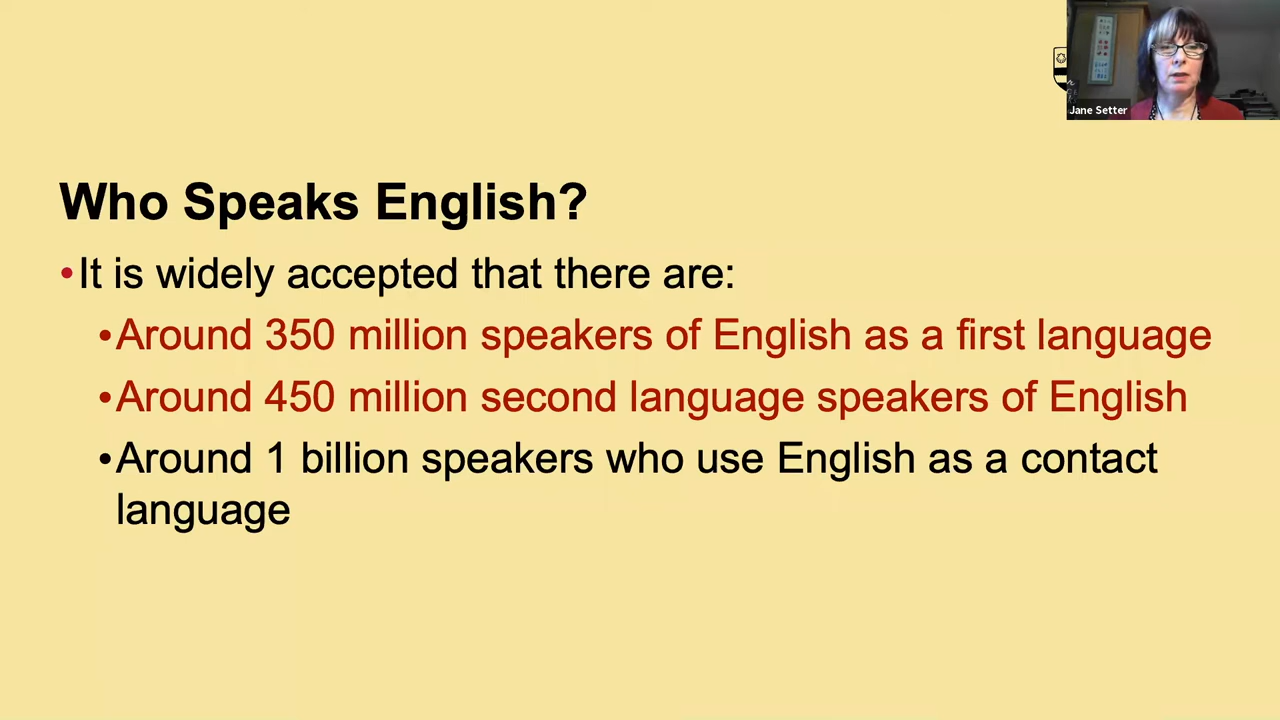 Jane Setter
Who Speaks English?
•It is widely accepted that there are:
•Around 350 million speakers of English as a first language
•Around 450 million second language speakers of English
•Around 1 billion speakers who use English as a contact
language